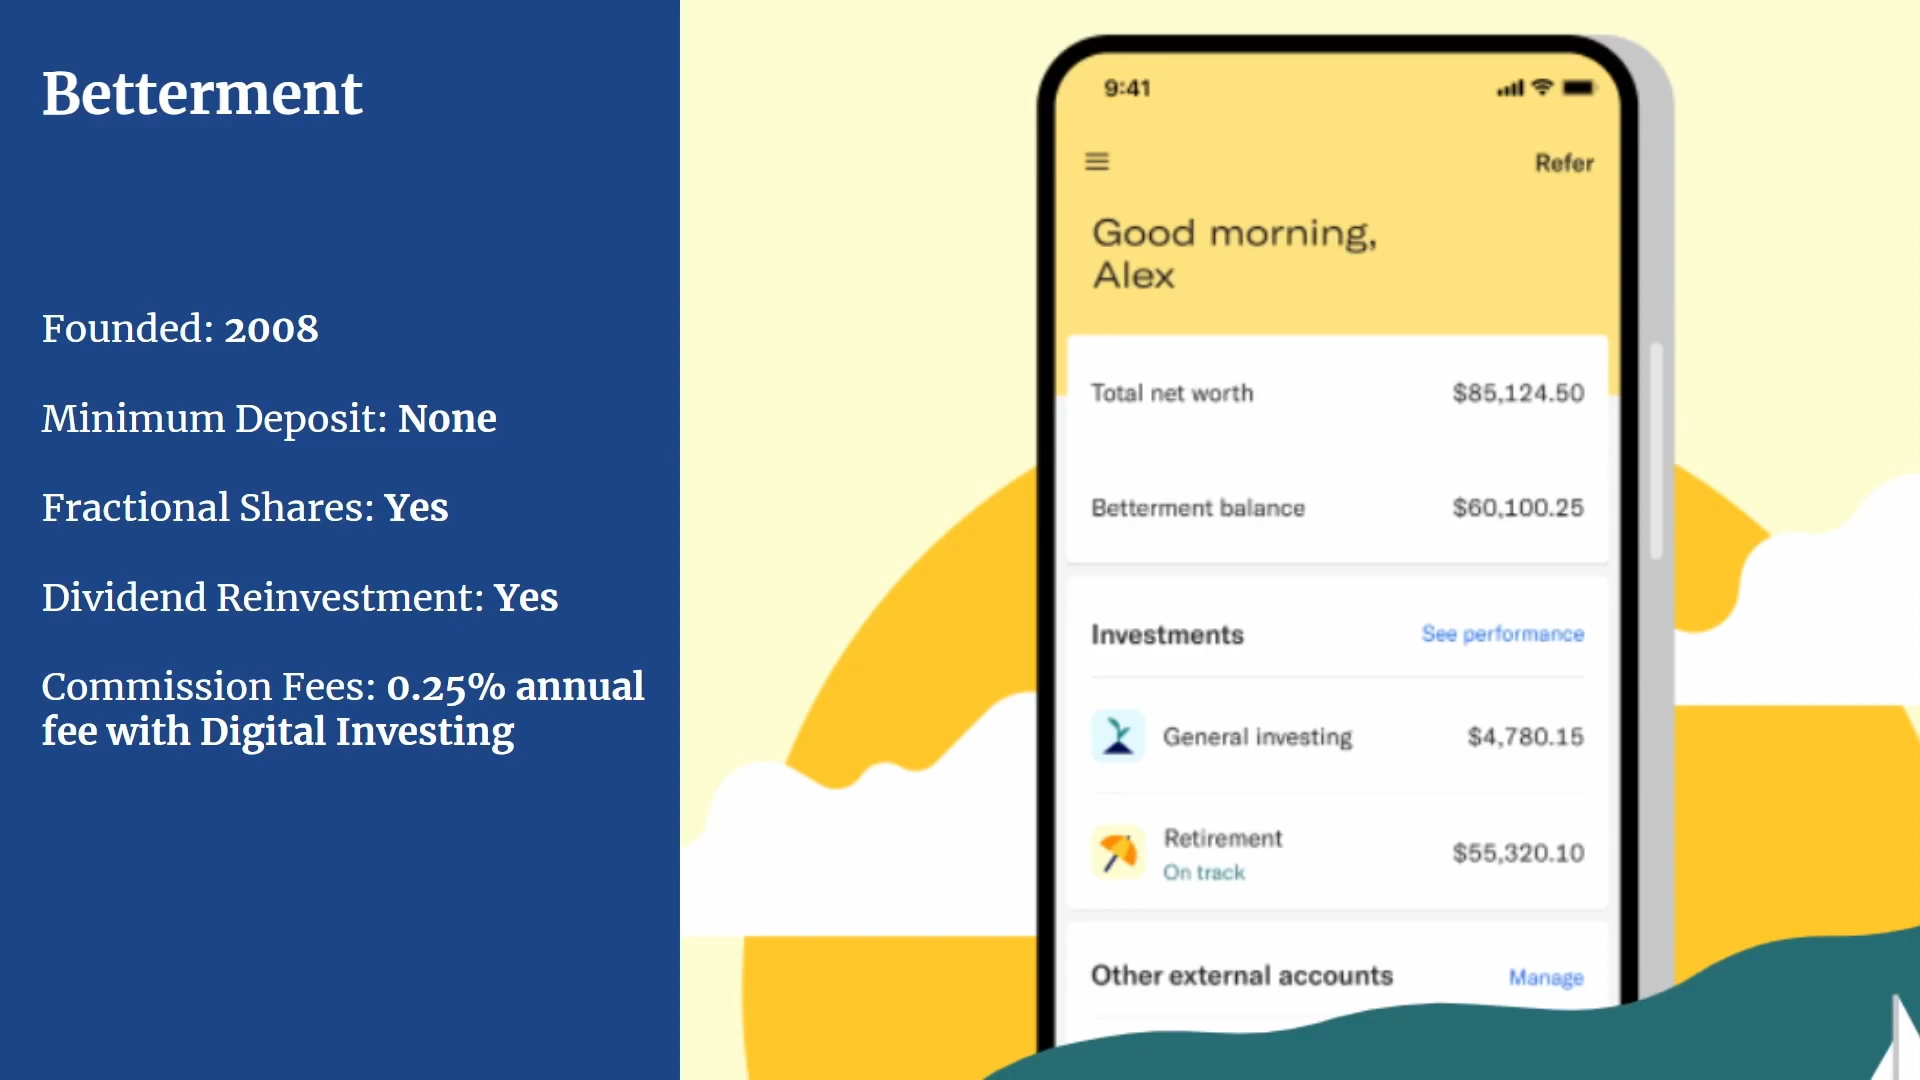 Betterment
Founded: 2008
Minimum Deposit: None
Fractional Shares: Yes
Dividend Reinvestment: Yes
Commission Fees: 0.25% annual
fee with Digital Investing
9:41
Refer
Good morning,
Alex
Total net worth $85,124.50
Betterment balance $60,100.25
Investments See performance
General investing $4,780.15
Retirement $55,320.10
On track
Other external accounts Manage